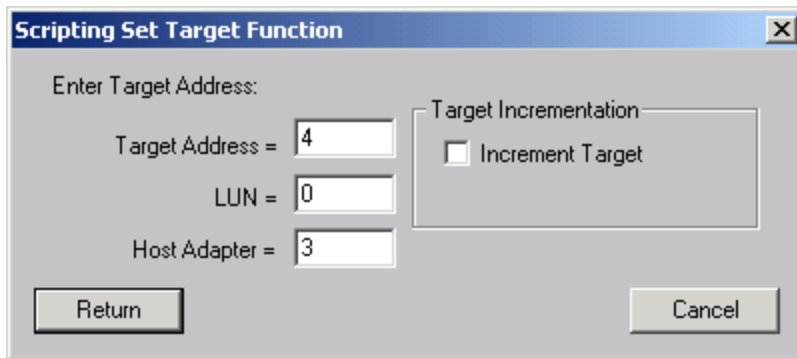 Scripting Set Target Function
Enter Target Address:
Target Address = 4
LUN = 0
Host Adapter = 3
Target Incrementation
Increment Target
Return
Cancel